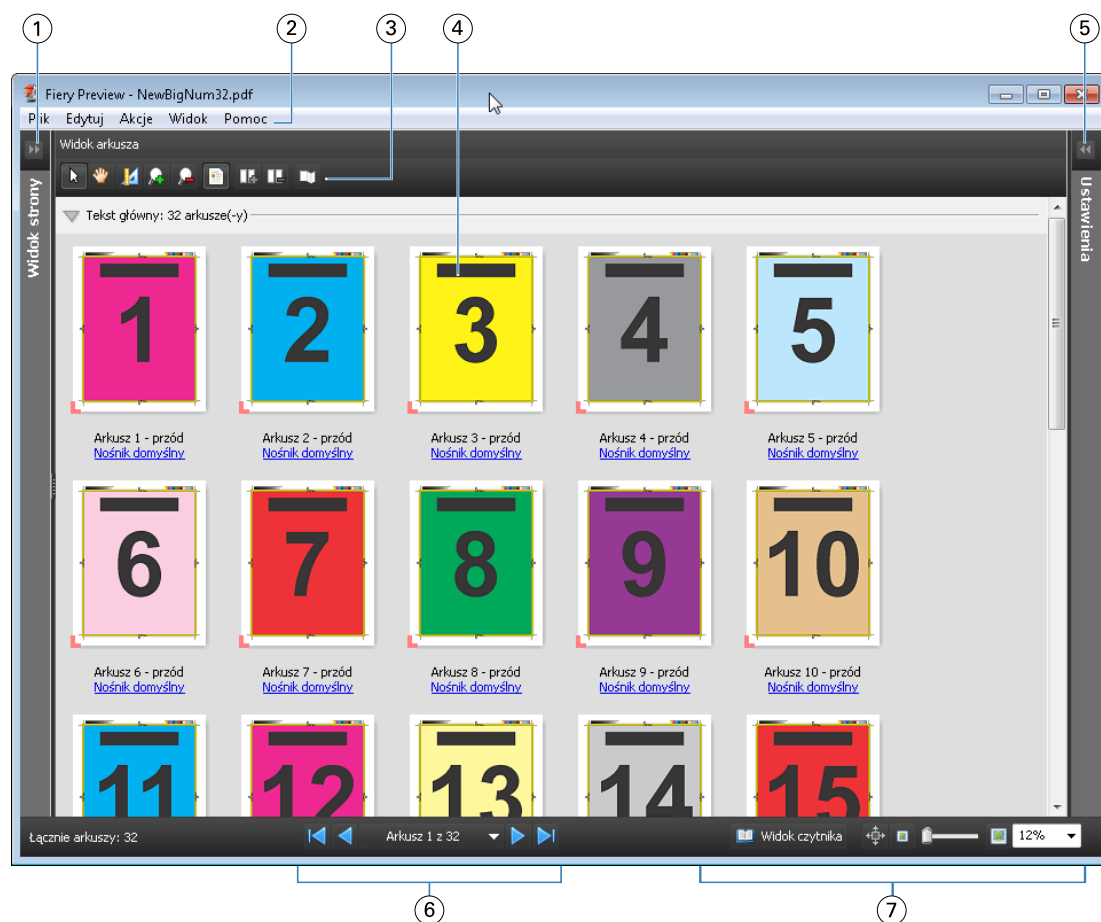 1 2 3 4 5
Fiery Preview - NewBigNum32.pdf
Plik Edytuj Akcje Widok Pomoc
Widok arkusza
Widok strony
Ustawienia
Tekst główny: 32 arkusze(-y)
1 2 3 4 5
Arkusz 1 - przód Arkusz 2 - przód Arkusz 3 - przód Arkusz 4 - przód Arkusz 5 - przód
Nośnik domyślny Nośnik domyślny Nośnik domyślny Nośnik domyślny Nośnik domyślny
6 7 8 9 10
Arkusz 6 - przód Arkusz 7 - przód Arkusz 8 - przód Arkusz 9 - przód Arkusz 10 - przód
Nośnik domyślny Nośnik domyślny Nośnik domyślny Nośnik domyślny Nośnik domyślny
11 12 13 14 15
Łącznie arkuszy: 32 Arkusz 1 z 32 Widok czytnika 12%
6 7